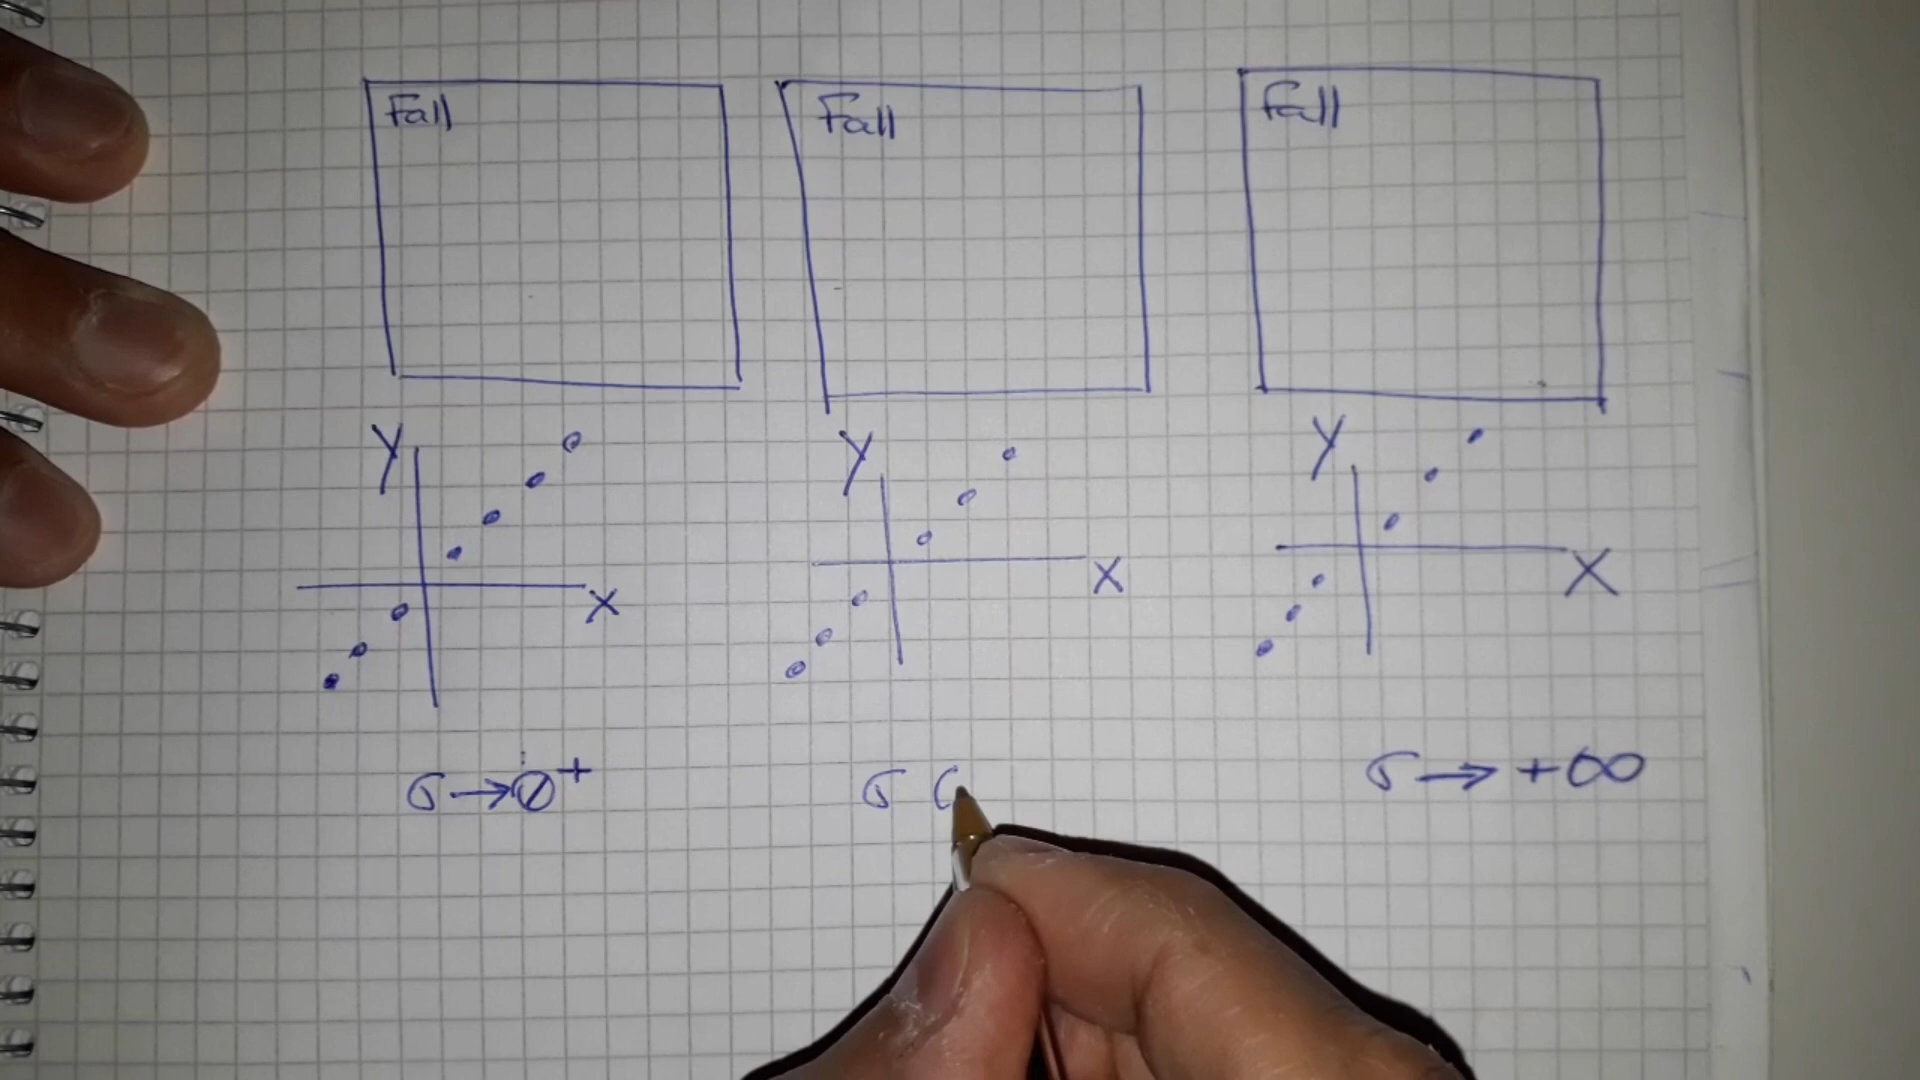 Fall Fall Fall
y y y
x x x
σ → 0⁺ σ ( σ → +∞